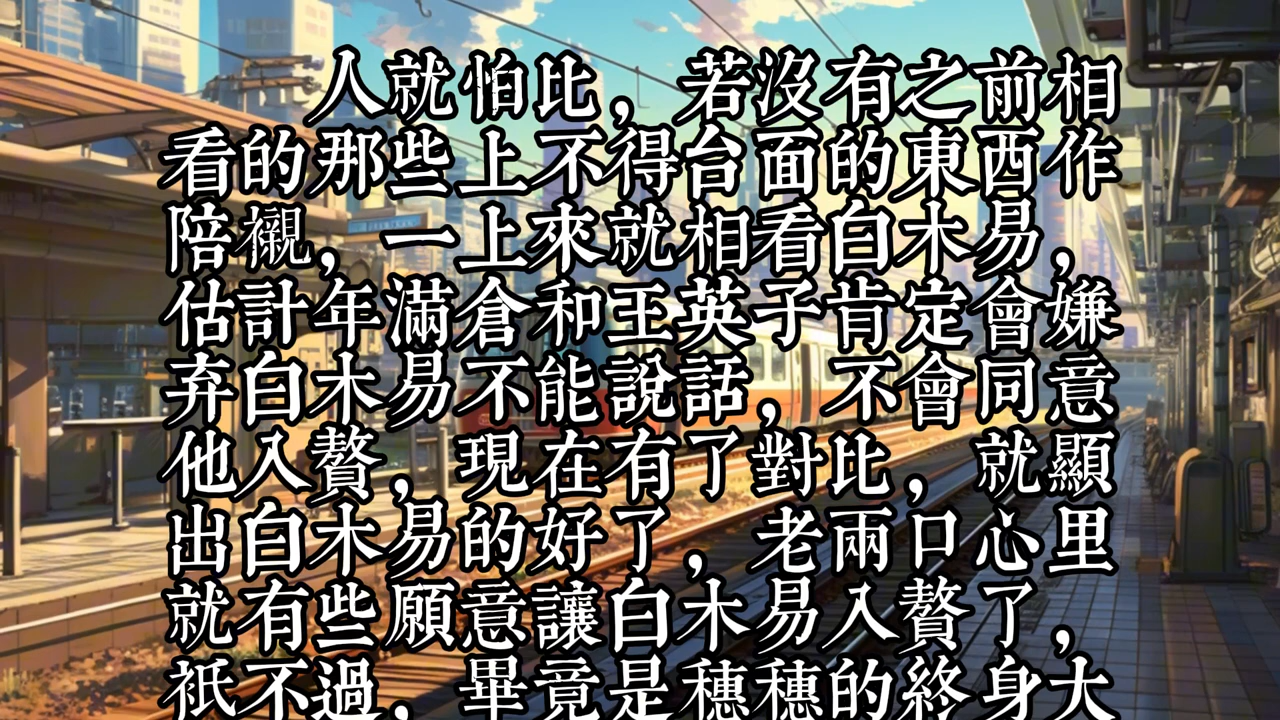 人就怕比，若沒有之前相
看的那些上不得台面的東西作
陪襯，一上來就相看白木易，
估計年滿倉和王英子肯定會嫌
弃白木易不能說話，不會同意
他入贅，現在有了對比，就顯
出白木易的好了，老兩口心里
就有些願意讓白木易入贅了，
祇不過，畢竟是穗穗的終身大